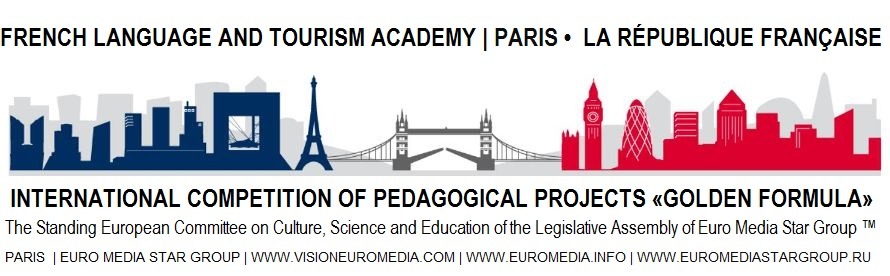 FRENCH LANGUAGE AND TOURISM ACADEMY | PARIS • LA RÉPUBLIQUE FRANÇAISE
INTERNATIONAL COMPETITION OF PEDAGOGICAL PROJECTS «GOLDEN FORMULA»
The Standing European Committee on Culture, Science and Education of the Legislative Assembly of Euro Media Star Group ™
PARIS | EURO MEDIA STAR GROUP | WWW.VISIONEUROMEDIA.COM | WWW.EUROMEDIA.INFO | WWW.EUROMEDIASTARGROUP.RU